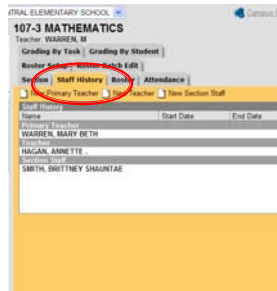 NTRAL ELEMENTARY SCHOOL
Campus
107-3 MATHEMATICS
Teacher WARREN, M
Grading By Task | Grading By Student |
Roster Setup | Roster Batch Edit |
Section | Staff History | Roster | Attendance |
New Primary Teacher New Teacher New Section Staff
Staff History
Name Start Date End Date
Primary Teacher
WARREN, MARY BETH
Teacher
HAGAN, ANNETTE .
Section Staff
SMITH, BRITTNEY SHAUNTAE